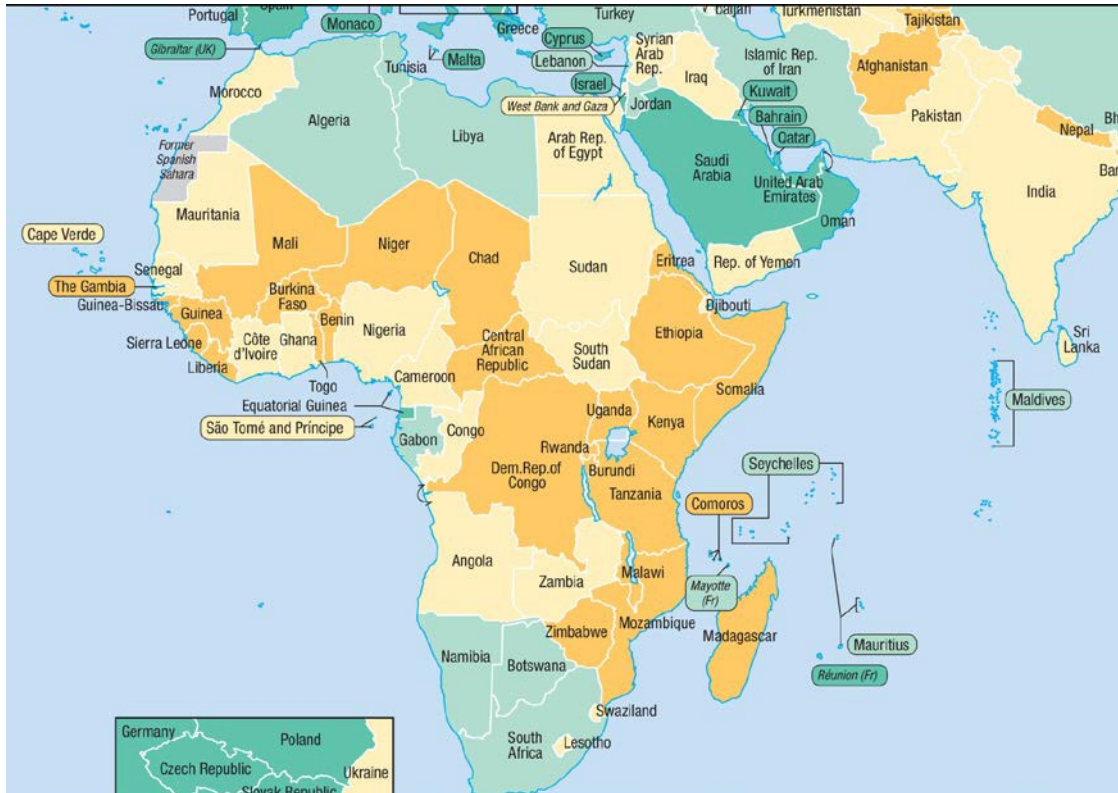 Portugal
Spain
Monaco
Greece
Turkey
Turkmenistan
Tajikistan
Gibraltar (UK)
Tunisia
Malta
Cyprus
Lebanon
Syrian
Arab
Rep.
Iraq
Islamic Rep.
of Iran
Afghanistan
Morocco
Israel
West Bank and Gaza
Jordan
Kuwait
Bahrain
Qatar
Pakistan
Nepal
Algeria
Libya
Arab Rep.
of Egypt
Saudi
Arabia
United Arab
Emirates
Oman
India
Former
Spanish
Sahara
Mauritania
Cape Verde
Mali
Niger
Chad
Sudan
Eritrea
Rep. of Yemen
Senegal
The Gambia
Guinea-Bissau
Guinea
Burkina
Faso
Benin
Nigeria
Djibouti
Ethiopia
Sierra Leone
Liberia
Côte
d'Ivoire
Ghana
Togo
Cameroon
Central
African
Republic
South
Sudan
Somalia
Sri
Lanka
Maldives
Equatorial Guinea
São Tomé and Príncipe
Gabon
Congo
Uganda
Kenya
Rwanda
Burundi
Dem.Rep.of
Congo
Tanzania
Seychelles
Comoros
Angola
Zambia
Malawi
Mayotte
(Fr)
Mozambique
Zimbabwe
Madagascar
Mauritius
Réunion (Fr)
Namibia
Botswana
Swaziland
South
Africa
Lesotho
Germany
Poland
Czech Republic
Ukraine
Slovak Republic